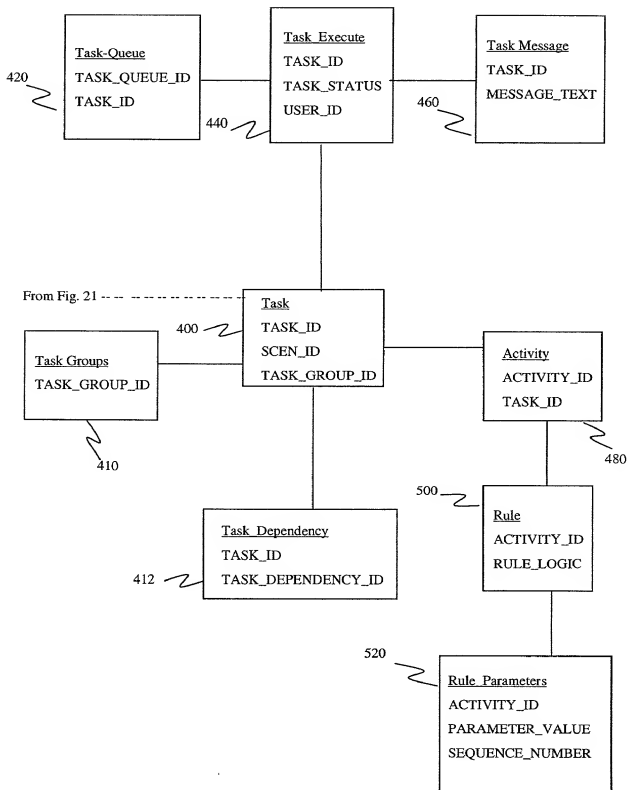 Task-Queue
TASK_QUEUE_ID
TASK_ID
420
Task_Execute
TASK_ID
TASK_STATUS
USER_ID
440
Task Message
TASK_ID
MESSAGE_TEXT
460
From Fig. 21
Task
TASK_ID
SCEN_ID
TASK_GROUP_ID
400
Task Groups
TASK_GROUP_ID
410
Activity
ACTIVITY_ID
TASK_ID
480
Task_Dependency
TASK_ID
TASK_DEPENDENCY_ID
412
500
Rule
ACTIVITY_ID
RULE_LOGIC
520
Rule_Parameters
ACTIVITY_ID
PARAMETER_VALUE
SEQUENCE_NUMBER